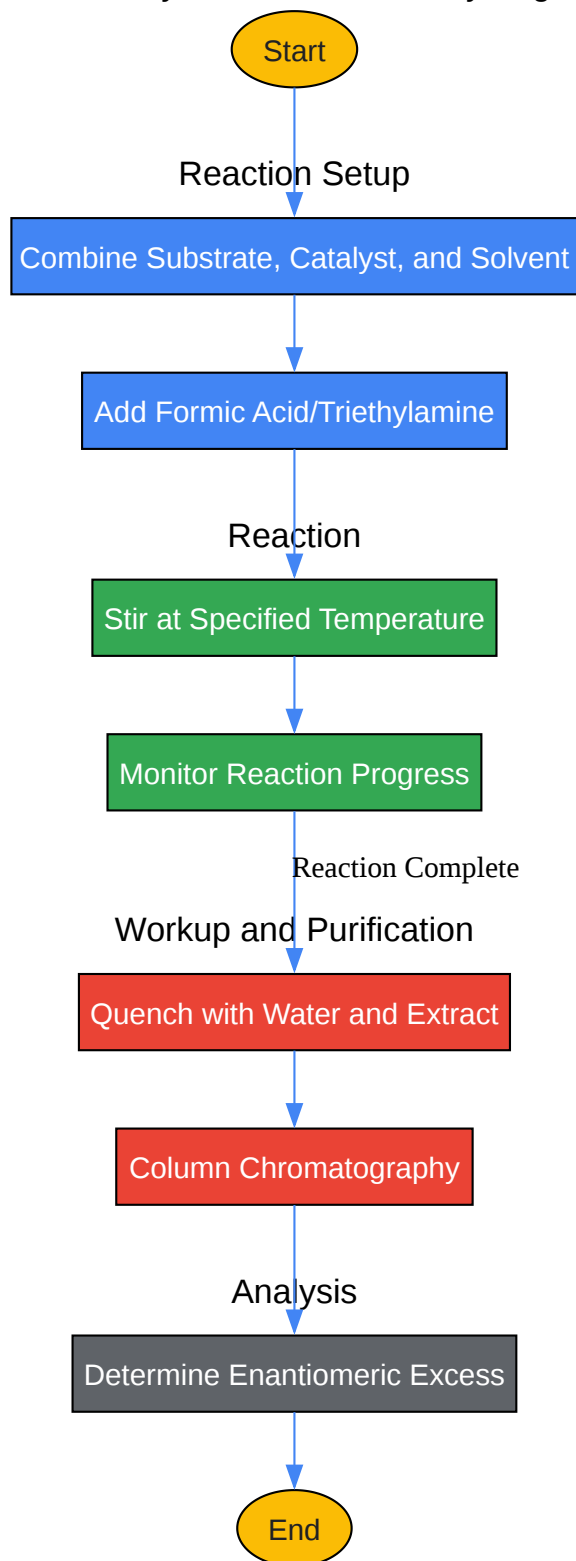 Start
Reaction Setup
Combine Substrate, Catalyst, and Solvent
Add Formic Acid/Triethylamine
Reaction
Stir at Specified Temperature
Monitor Reaction Progress
Reaction Complete
Workup and Purification
Quench with Water and Extract
Column Chromatography
Analysis
Determine Enantiomeric Excess
End